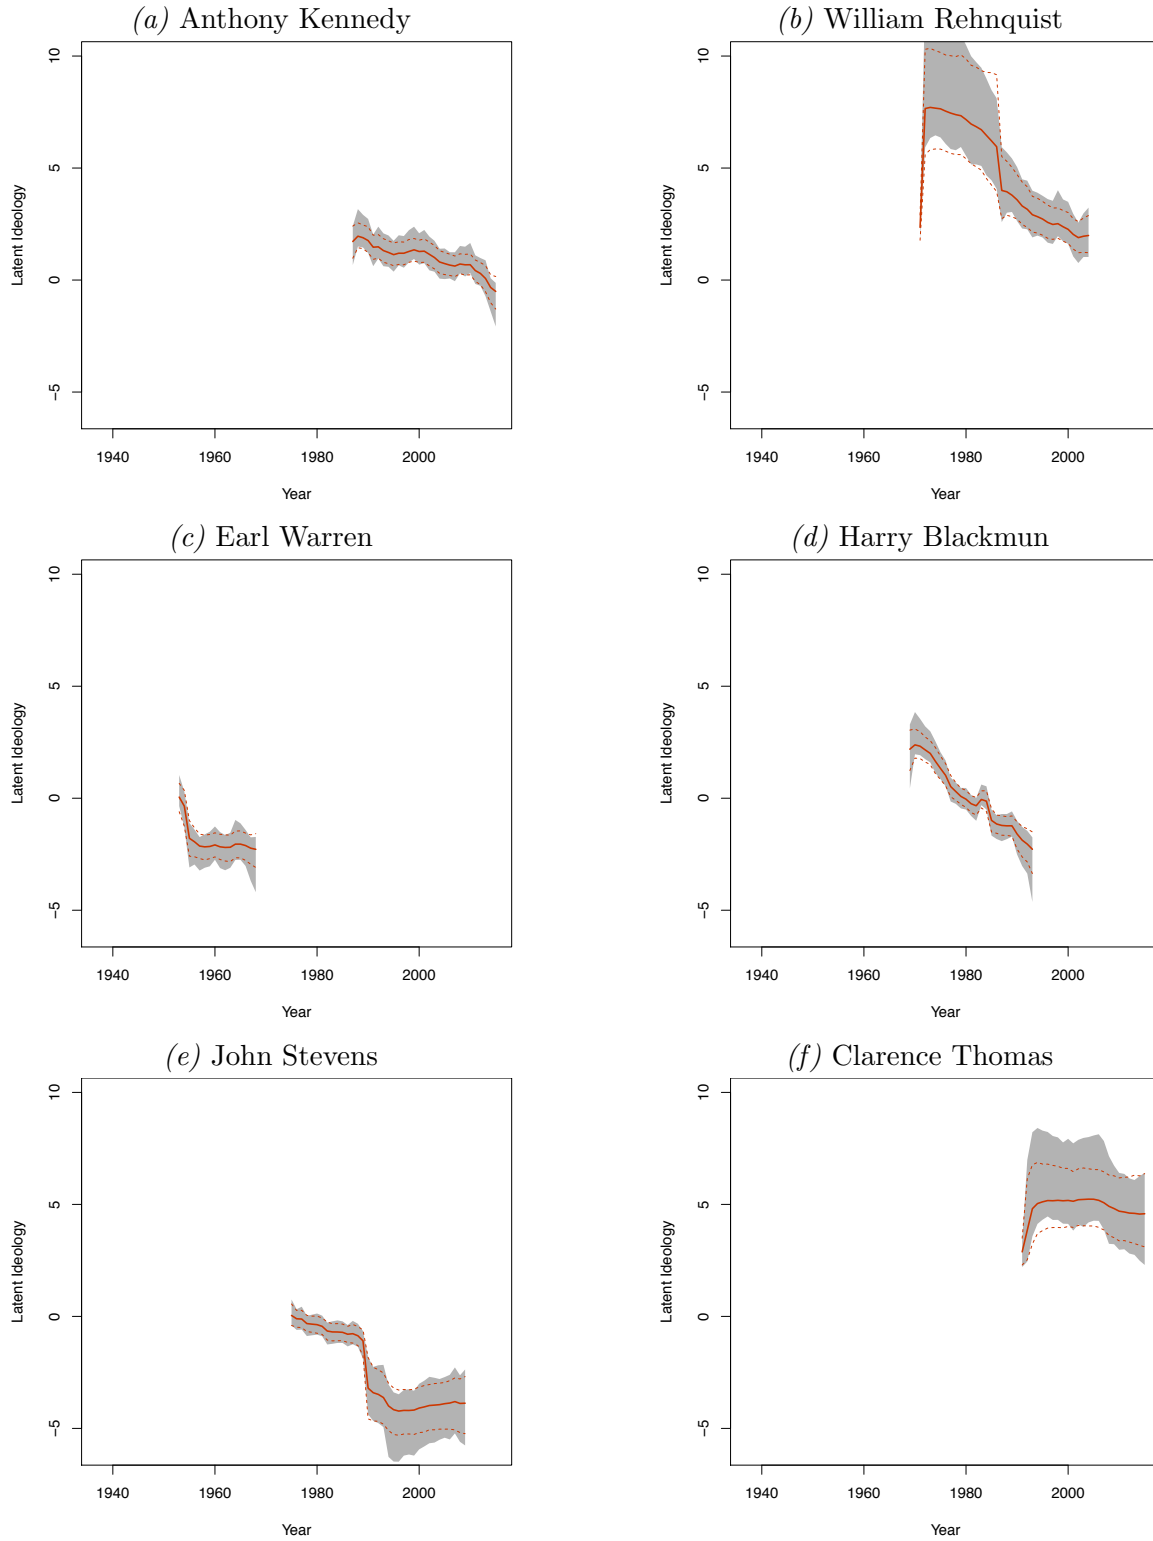 (a) Anthony Kennedy
Latent Ideology
10
5
0
−5
1940 1960 1980 2000
Year
(b) William Rehnquist
Latent Ideology
10
5
0
−5
1940 1960 1980 2000
Year
(c) Earl Warren
Latent Ideology
10
5
0
−5
1940 1960 1980 2000
Year
(d) Harry Blackmun
Latent Ideology
10
5
0
−5
1940 1960 1980 2000
Year
(e) John Stevens
Latent Ideology
10
5
0
−5
1940 1960 1980 2000
Year
(f) Clarence Thomas
Latent Ideology
10
5
0
−5
1940 1960 1980 2000
Year